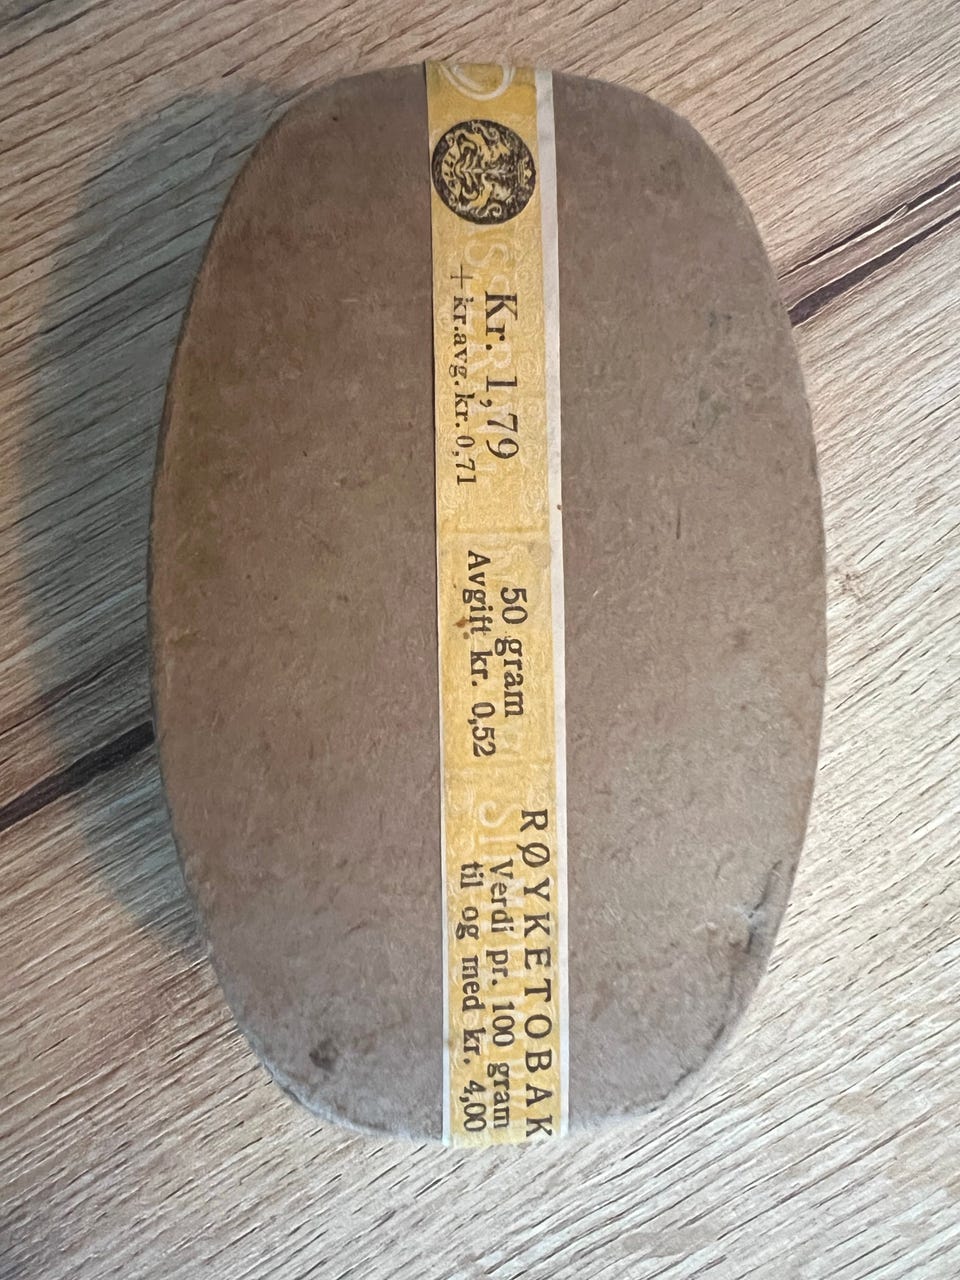 Kr. 1,79
+ kr.avg. kr. 0,71
50 gram
Avgift kr. 0,52
RØYKETOBAK
Verdi pr. 100 gram
til og med kr. 4,00